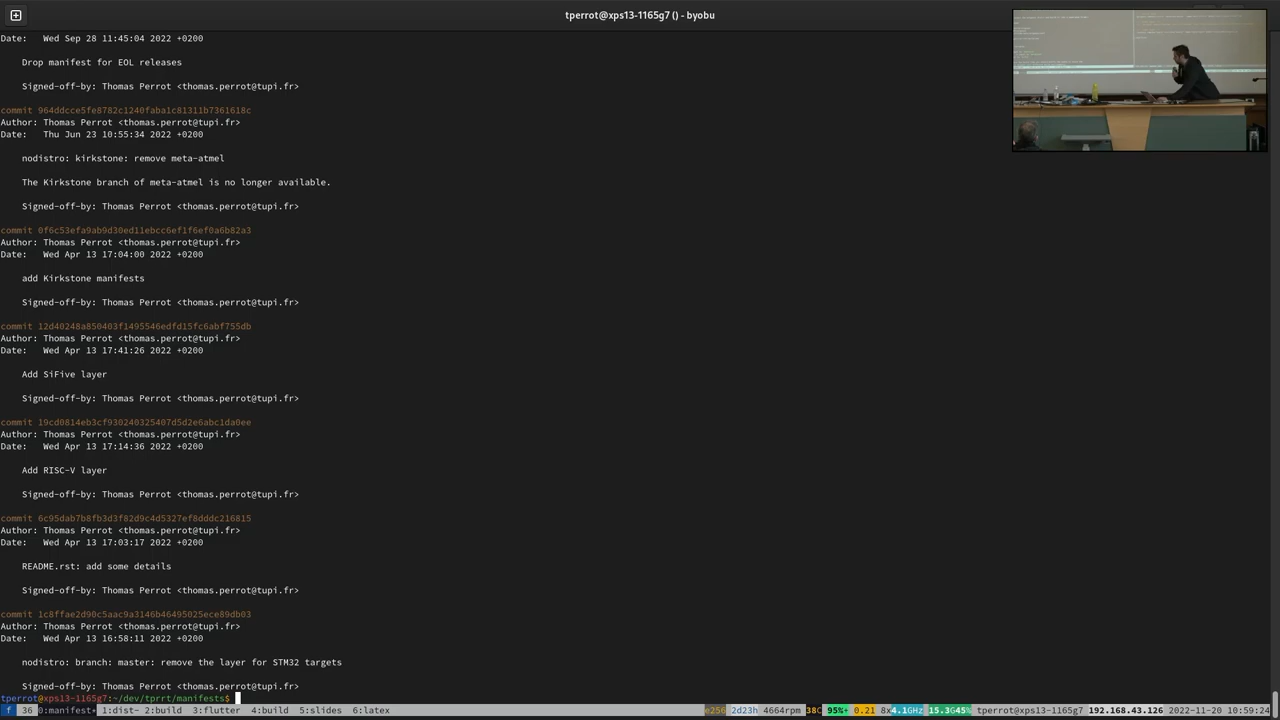 tperrot@xps13-1165g7 () - byobu
Date:   Wed Sep 28 11:45:04 2022 +0200
Drop manifest for EOL releases
Signed-off-by: Thomas Perrot <thomas.perrot@tupi.fr>
commit 964ddcce5fe8782c1240faba1c81311b7361618c
Author: Thomas Perrot <thomas.perrot@tupi.fr>
Date:   Thu Jun 23 10:55:34 2022 +0200
nodistro: kirkstone: remove meta-atmel
The Kirkstone branch of meta-atmel is no longer available.
Signed-off-by: Thomas Perrot <thomas.perrot@tupi.fr>
commit 0f6c53efa9ab9d30ed11ebcc6ef1f6ef0a6b82a3
Author: Thomas Perrot <thomas.perrot@tupi.fr>
Date:   Wed Apr 13 17:04:00 2022 +0200
add Kirkstone manifests
Signed-off-by: Thomas Perrot <thomas.perrot@tupi.fr>
commit 12d40248a850403f1495546edfd15fc6abf755db
Author: Thomas Perrot <thomas.perrot@tupi.fr>
Date:   Wed Apr 13 17:41:26 2022 +0200
Add SiFive layer
Signed-off-by: Thomas Perrot <thomas.perrot@tupi.fr>
commit 19cd0814eb3cf930240325407d5d2e6abc1da0ee
Author: Thomas Perrot <thomas.perrot@tupi.fr>
Date:   Wed Apr 13 17:14:36 2022 +0200
Add RISC-V layer
Signed-off-by: Thomas Perrot <thomas.perrot@tupi.fr>
commit 6c95dab7b8fb3d3f82d9c4d5327ef8dddc216815
Author: Thomas Perrot <thomas.perrot@tupi.fr>
Date:   Wed Apr 13 17:03:17 2022 +0200
README.rst: add some details
Signed-off-by: Thomas Perrot <thomas.perrot@tupi.fr>
commit 1c8ffae2d90c5aac9a3146b46495025ece89db03
Author: Thomas Perrot <thomas.perrot@tupi.fr>
Date:   Wed Apr 13 16:58:11 2022 +0200
nodistro: branch: master: remove the layer for STM32 targets
Signed-off-by: Thomas Perrot <thomas.perrot@tupi.fr>
tperrot@xps13-1165g7:~/dev/tprrt/manifests$
f 36 0:manifest* 1:dist- 2:build 3:flutter 4:build 5:slides 6:latex e256 2d23h 4664rpm 38C 95%+ 0.21 8x4.1GHz 15.3G45% tperrot@xps13-1165g7 192.168.43.126 2022-11-20 10:59:24